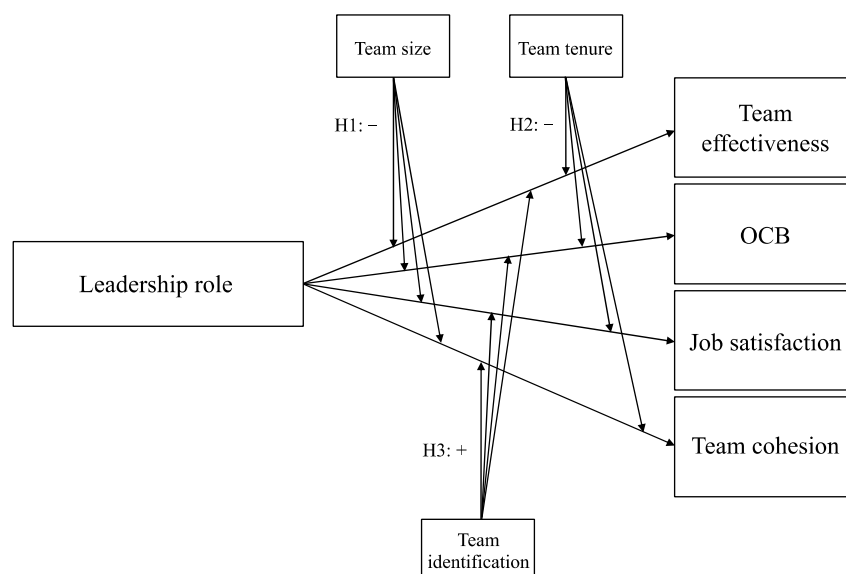 Team size
Team tenure
H1: −
H2: −
Team
effectiveness
OCB
Leadership role
Job satisfaction
Team cohesion
H3: +
Team
identification